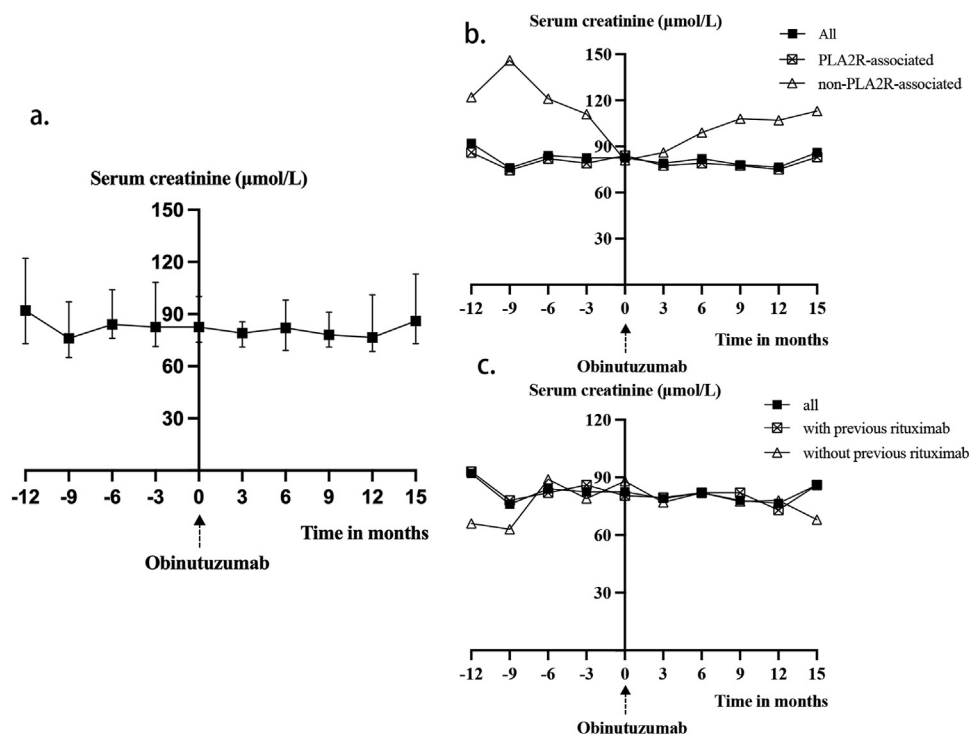 a.
Serum creatinine (μmol/L)
150
120
90
60
30
-12 -9 -6 -3 0 3 6 9 12 15
Time in months
Obinutuzumab
b.
Serum creatinine (μmol/L)
All
PLA2R-associated
non-PLA2R-associated
150
120
90
60
30
-12 -9 -6 -3 0 3 6 9 12 15
Time in months
Obinutuzumab
c.
Serum creatinine (μmol/L)
all
with previous rituximab
without previous rituximab
120
90
60
30
-12 -9 -6 -3 0 3 6 9 12 15
Time in months
Obinutuzumab